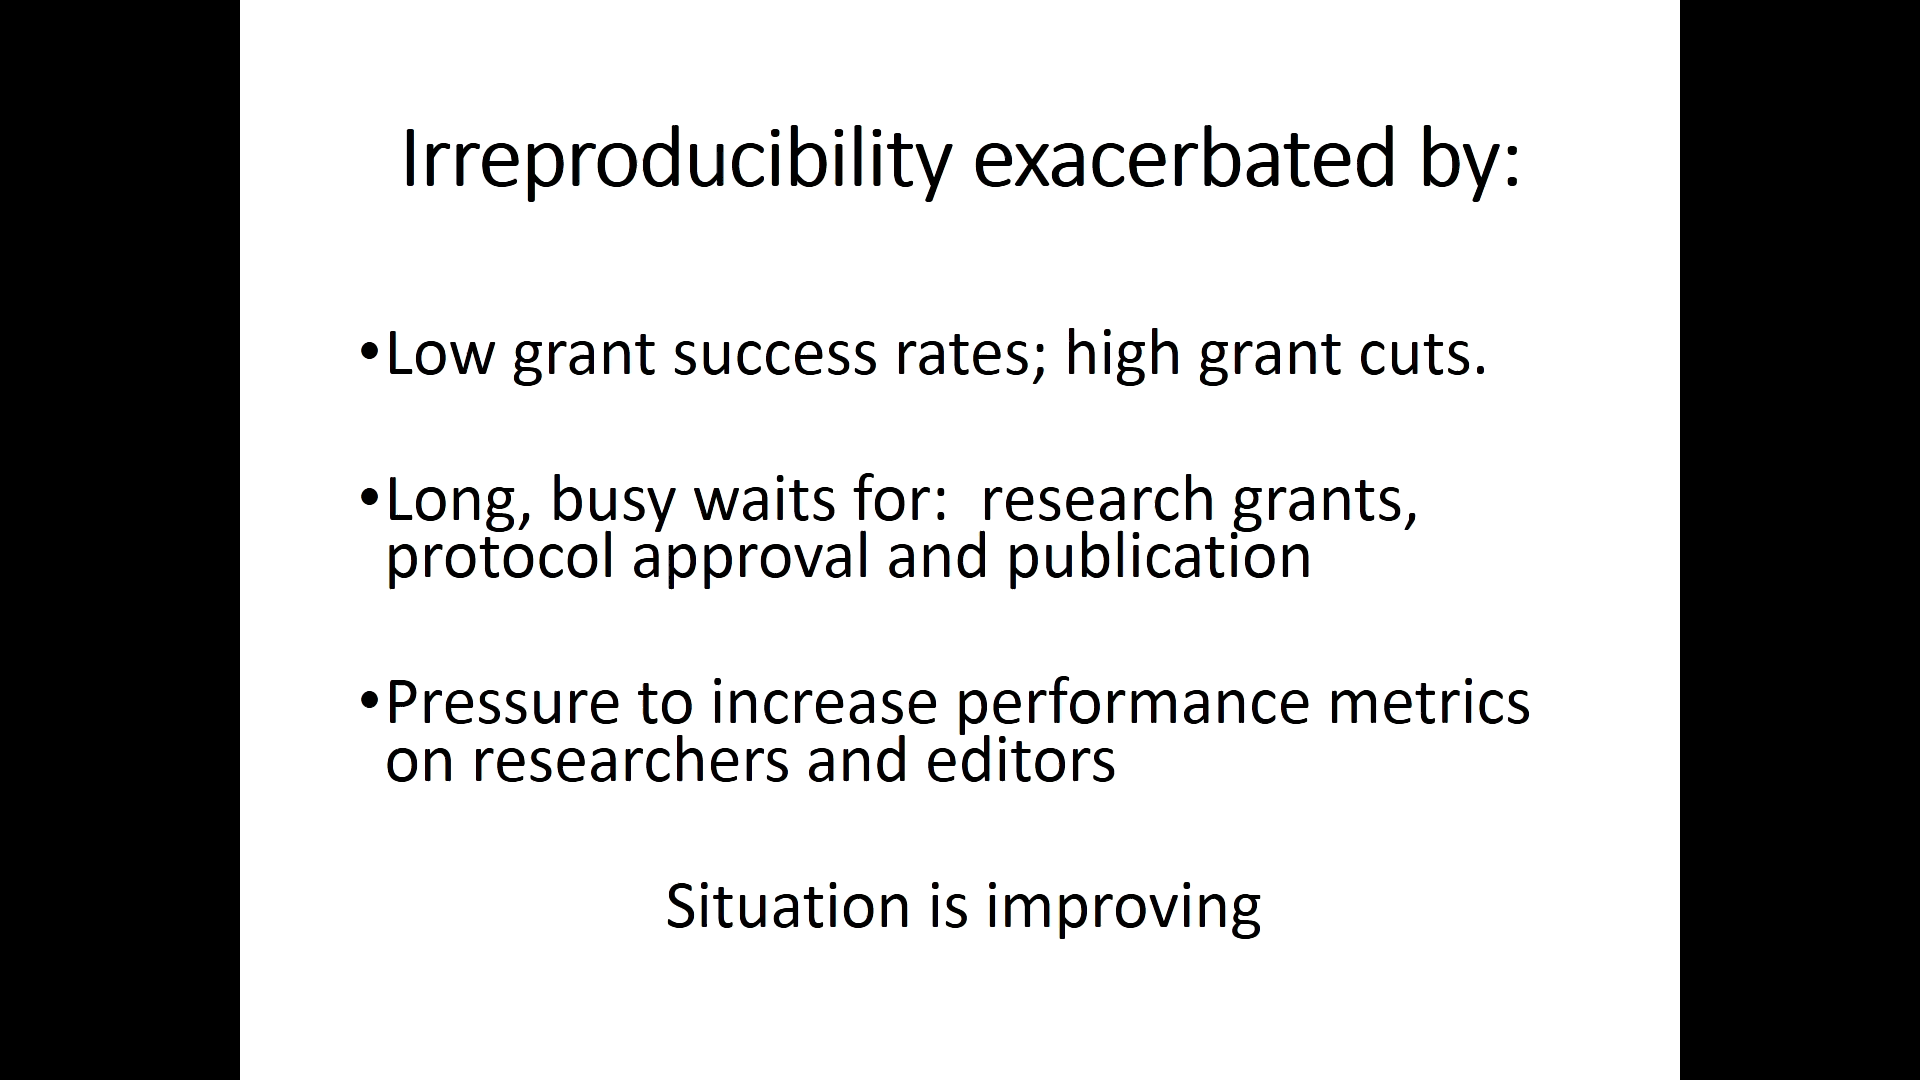 Irreproducibility exacerbated by:
•Low grant success rates; high grant cuts.
•Long, busy waits for:  research grants,
protocol approval and publication
•Pressure to increase performance metrics
on researchers and editors
Situation is improving